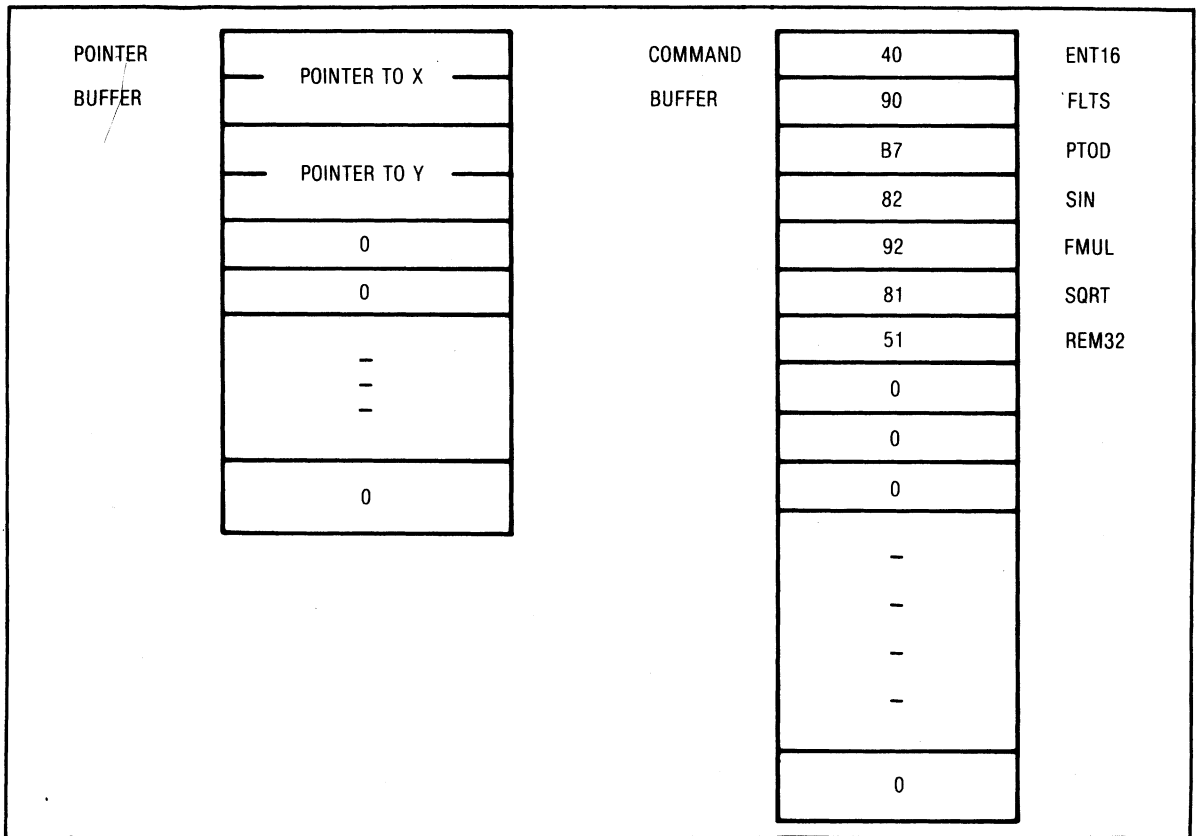 POINTER
BUFFER
POINTER TO X
POINTER TO Y
0
0
0
COMMAND
BUFFER
40 ENT16
90 FLTS
B7 PTOD
82 SIN
92 FMUL
81 SQRT
51 REM32
0
0
0
0